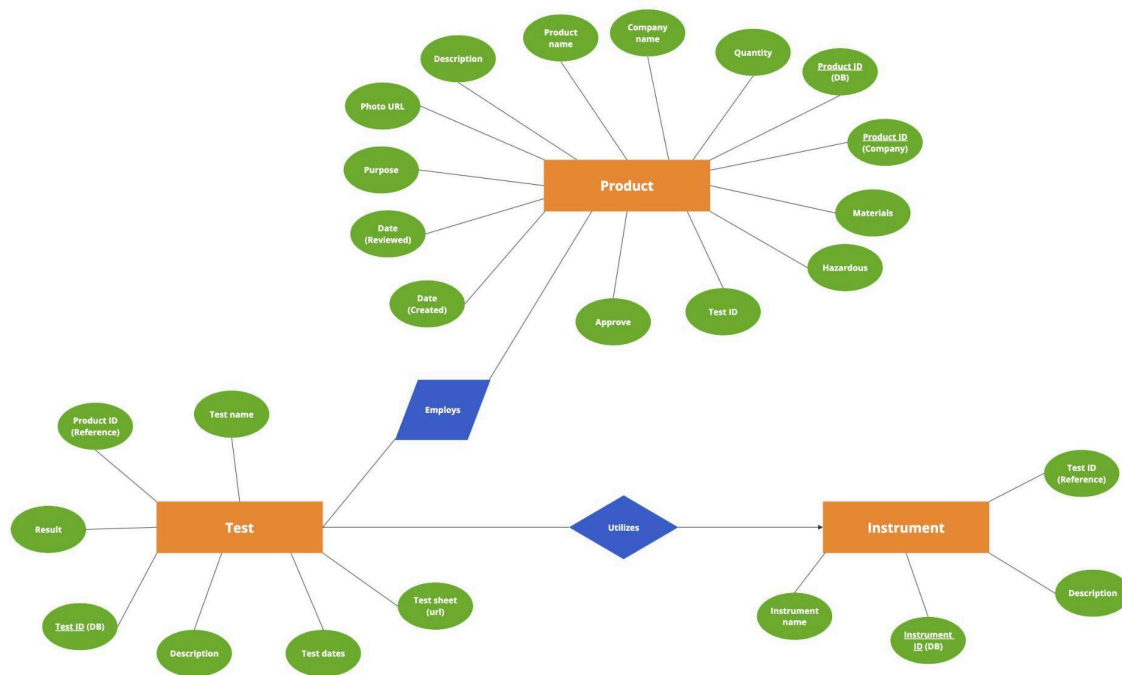 Company
name
Product
name
Quantity
Description
Product ID
(DB)
Photo URL
Product ID
(Company)
Purpose
Product
Materials
Date
(Reviewed)
Hazardous
Date
(Created)
Test ID
Approve
Employs
Test name
Product ID
(Reference)
Test ID
(Reference)
Result
Test
Utilizes
Instrument
Description
Test sheet
(url)
Instrument
name
Test ID (DB)
Description
Test dates
Instrument
ID (DB)